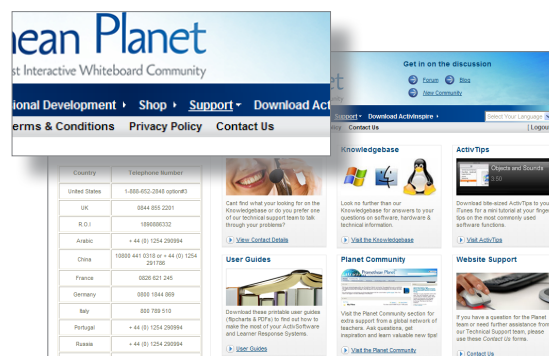 ean Planet
st Interactive Whiteboard Community
ional Development Shop Support Download Act
erms & Conditions Privacy Policy Contact Us
Get in on the discussion
Forum Blog
New Community
Support Download ActivInspire
Select Your Language
Contact Us
[ Logou
Country Telephone Number
United States 1-888-652-2848 option#3
UK 0844 855 2201
R.O.I 1890886332
Arabic + 44 (0) 1254 290094
China 10800 441 0318 or + 44 (0) 1254 291786
France 0826 621 245
Germany 0800 1844 869
Italy 800 789 510
Portugal + 44 (0) 1254 290994
Russia + 44 (0) 1254 290994
Cant find what your looking for on the
Knowledgebase or do you prefer one
of our technical support team to talk
through your problems?
View Contact Details
Knowledgebase
Look no further than our
Knowledgebase for answers to your
questions on software, hardware &
technical information.
Visit the Knowledgebase
ActivTips
Objects and Sounds
3:50
Download bite-sized ActivTips to you
iTunes for a mini tutorial at your finge
tips on the most commonly used
software functions.
Visit ActivTips
User Guides
Download these printable user guides
(flipcharts & PDFs) to find out how to
make the most of your ActivSoftware
and Learner Response Systems.
User Guides
Planet Community
Visit the Planet Community section for
extra support from a global network of
teachers. Ask questions, get
inspiration and learn valuable new tips!
Visit the Planet Community
Website Support
If you have a question for the Planet
team or need further assistance from
our Technical Support team, please
use these Contact Us forms.
Contact Us